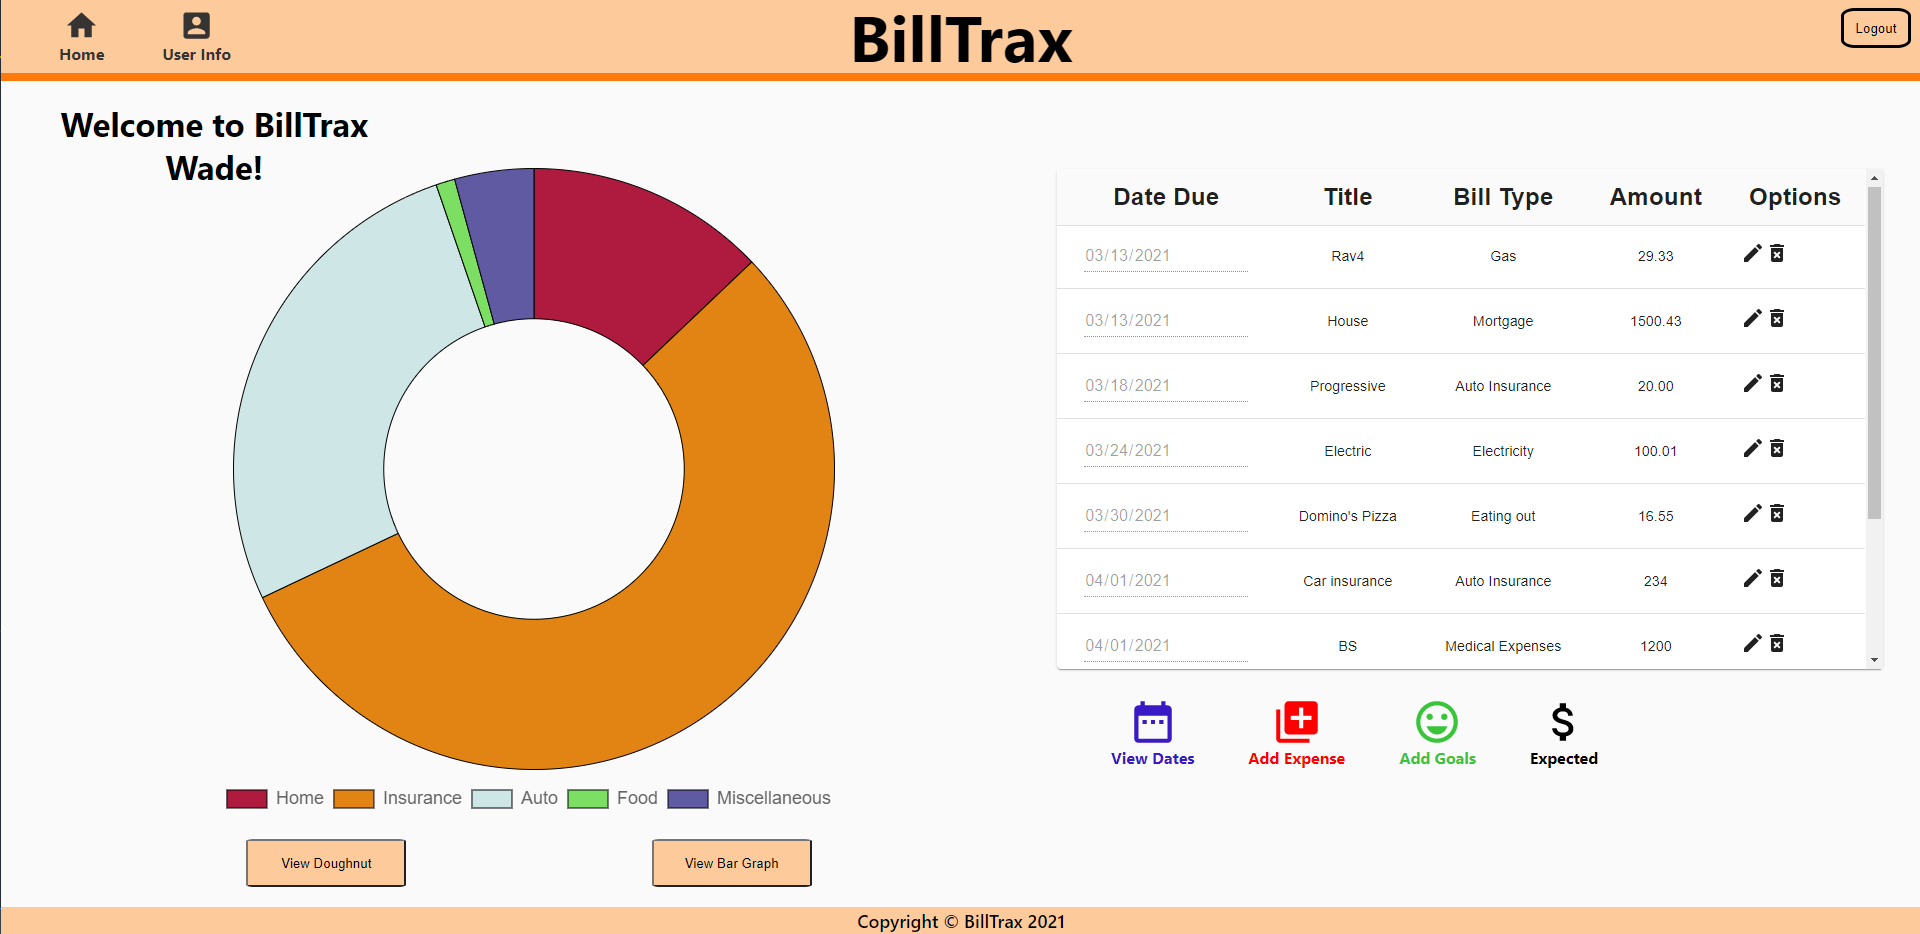 Home User Info BillTrax Logout
Welcome to BillTrax
Wade!
Home Insurance Auto Food Miscellaneous
View Doughnut View Bar Graph
Date Due Title Bill Type Amount Options
03/13/2021 Rav4 Gas 29.33
03/13/2021 House Mortgage 1500.43
03/18/2021 Progressive Auto Insurance 20.00
03/24/2021 Electric Electricity 100.01
03/30/2021 Domino's Pizza Eating out 16.55
04/01/2021 Car insurance Auto Insurance 234
04/01/2021 BS Medical Expenses 1200
View Dates Add Expense Add Goals Expected
Copyright © BillTrax 2021